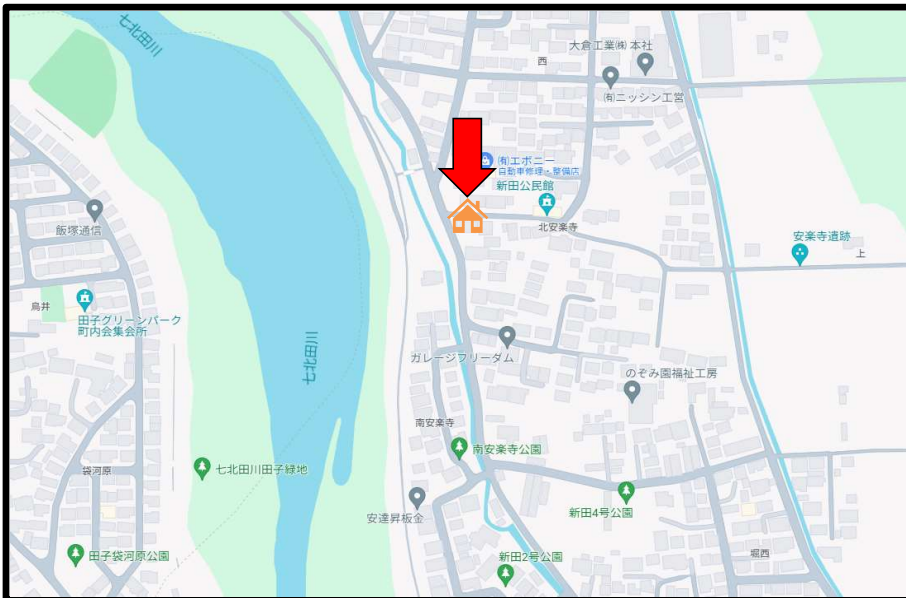 七北田川
大倉工業㈱ 本社
西
㈲ニッシン工営
㈲エボニー
自動車修理・整備店
新田公民館
北安楽寺
飯塚通信
安楽寺遺跡
上
鳥井
田子グリーンパーク
町内会集会所
七北田川
ガレージフリーダム
のぞみ園福祉工房
南安楽寺
南安楽寺公園
袋河原
七北田川田子緑地
新田4号公園
安達昇板金
田子袋河原公園
新田2号公園
堀西